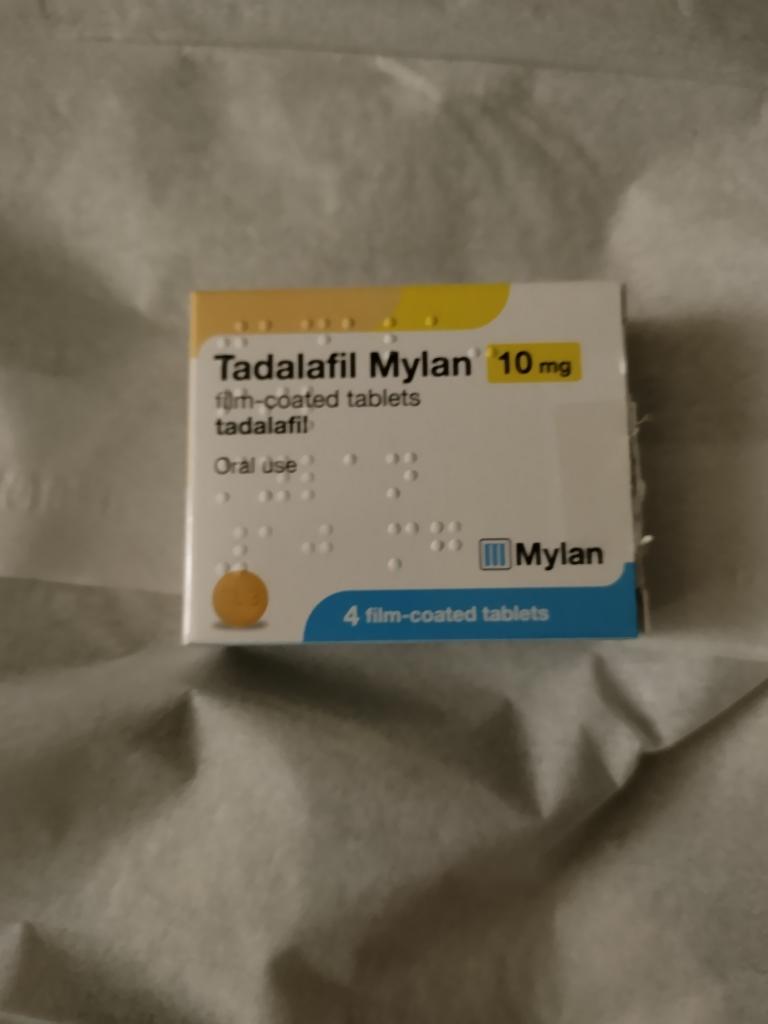 Tadalafil Mylan 10 mg
film-coated tablets
tadalafil
Oral use
Mylan
4 film-coated tablets